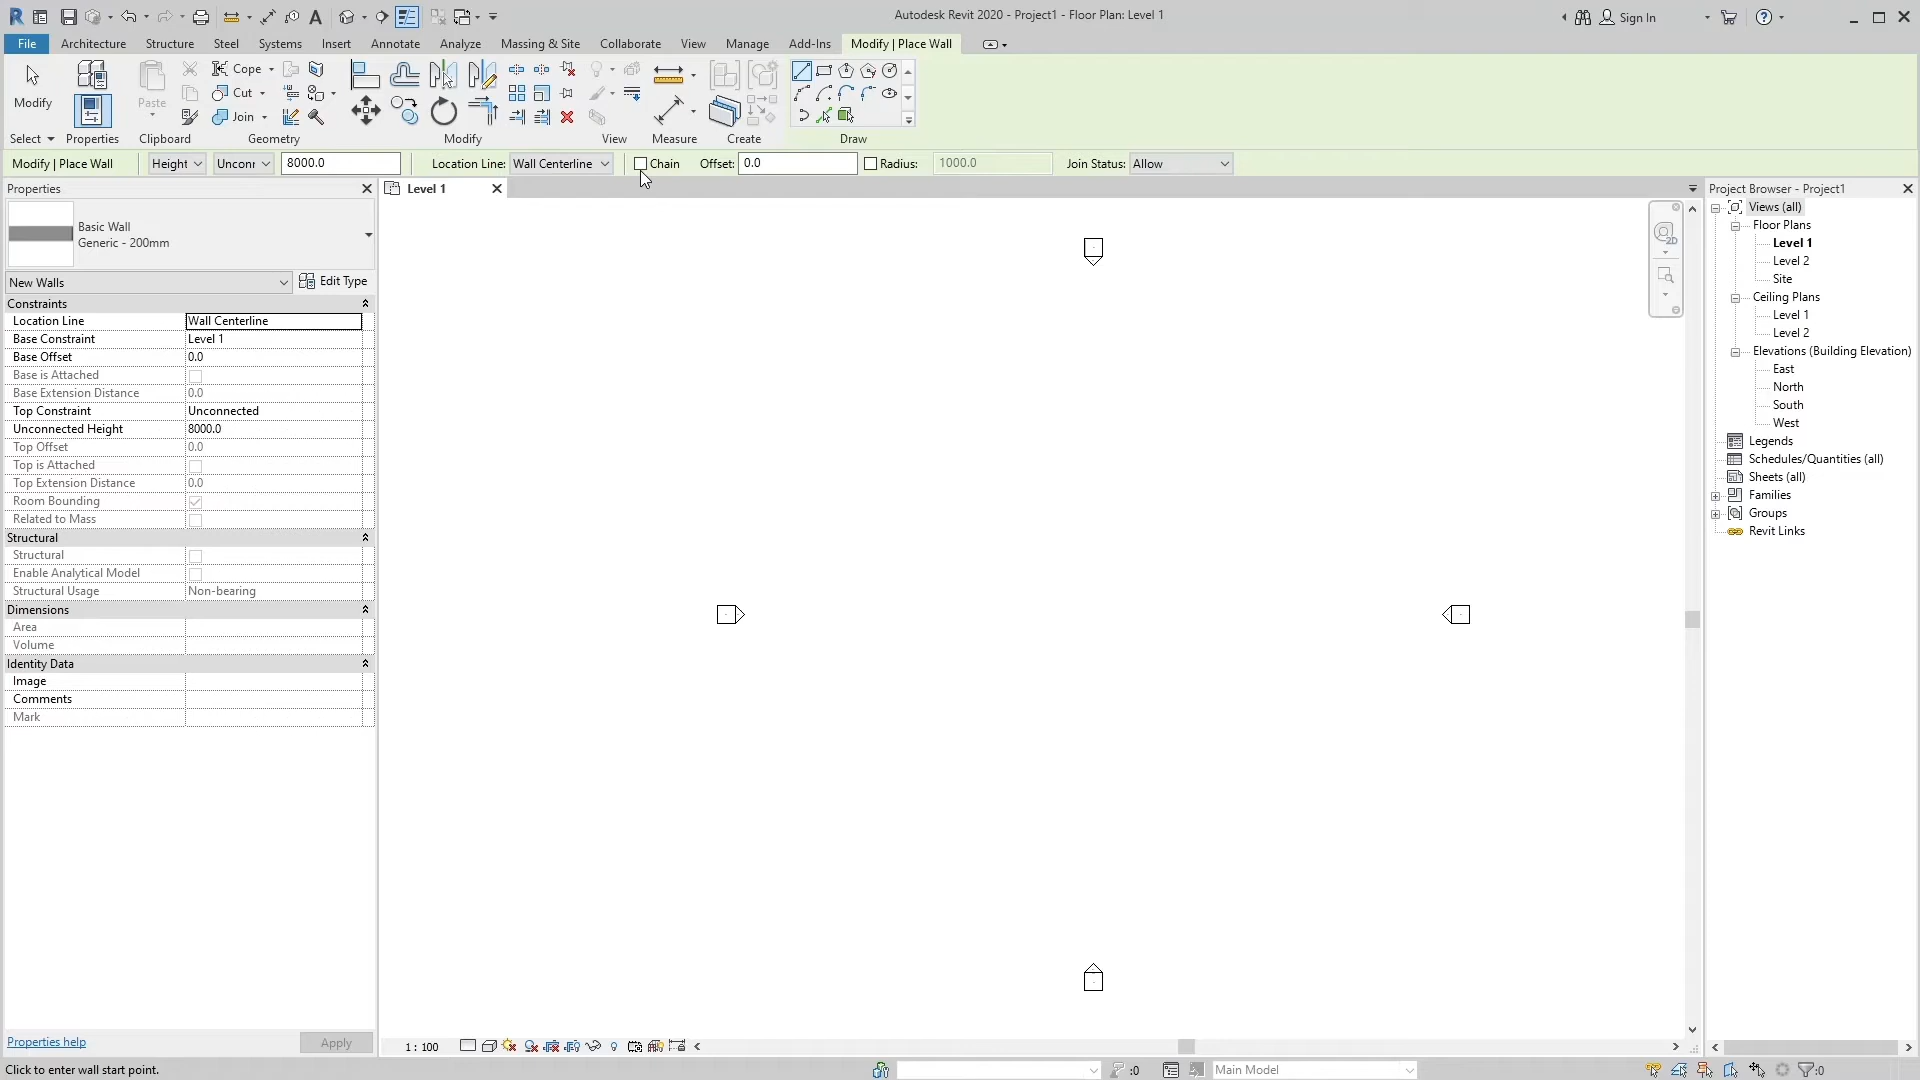 Autodesk Revit 2020 - Project1 - Floor Plan: Level 1
Sign In
File Architecture Structure Steel Systems Insert Annotate Analyze Massing & Site Collaborate View Manage Add-Ins Modify | Place Wall
Modify
Paste
Cope
Cut
Join
Select Properties Clipboard Geometry Modify View Measure Create Draw
Modify | Place Wall Height Unconr 8000.0 Location Line: Wall Centerline Chain Offset: 0.0 Radius: 1000.0 Join Status: Allow
Properties
Basic Wall
Generic - 200mm
New Walls Edit Type
Constraints
Location Line Wall Centerline
Base Constraint Level 1
Base Offset 0.0
Base is Attached
Base Extension Distance 0.0
Top Constraint Unconnected
Unconnected Height 8000.0
Top Offset 0.0
Top is Attached
Top Extension Distance 0.0
Room Bounding
Related to Mass
Structural
Structural
Enable Analytical Model
Structural Usage Non-bearing
Dimensions
Area
Volume
Identity Data
Image
Comments
Mark
Properties help Apply
Level 1
2D
1 : 100
Project Browser - Project1
Views (all)
Floor Plans
Level 1
Level 2
Site
Ceiling Plans
Level 1
Level 2
Elevations (Building Elevation)
East
North
South
West
Legends
Schedules/Quantities (all)
Sheets (all)
Families
Groups
Revit Links
Click to enter wall start point. :0 Main Model :0